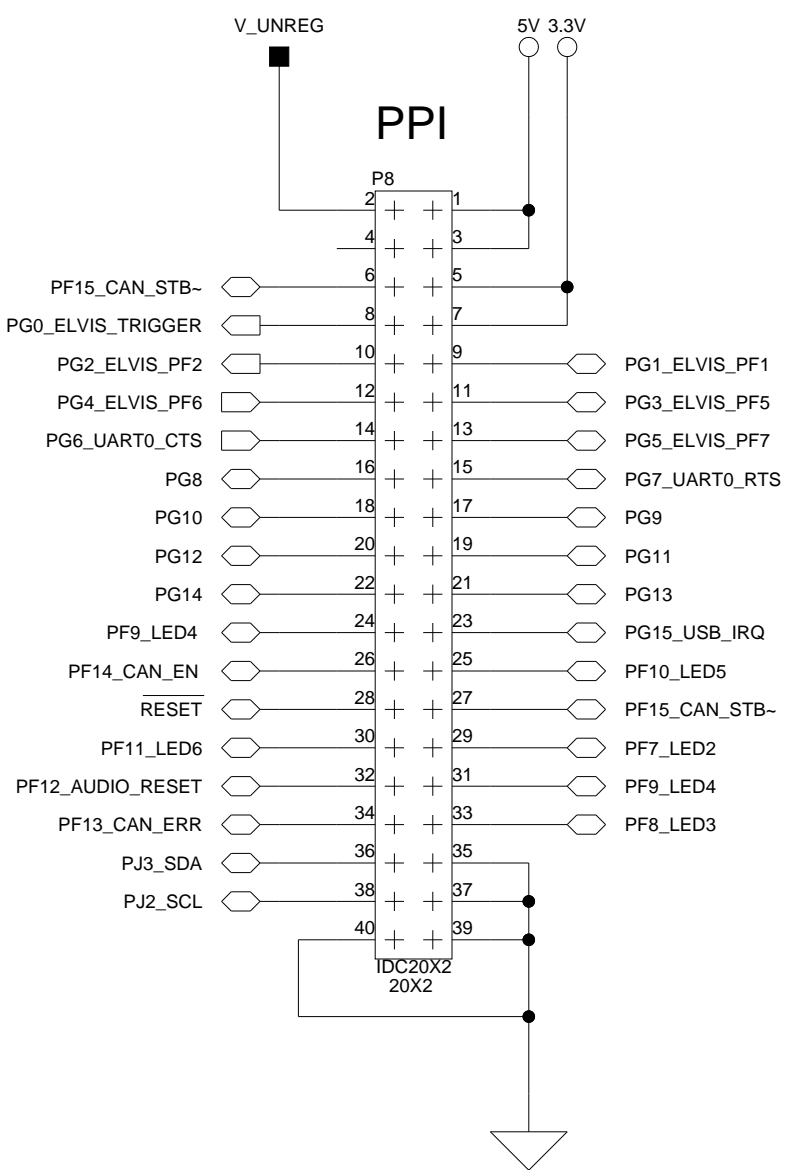 V_UNREG 5V 3.3V
PPI
P8
2 1
4 3
PF15_CAN_STB~ 6 5
PG0_ELVIS_TRIGGER 8 7
PG2_ELVIS_PF2 10 9 PG1_ELVIS_PF1
PG4_ELVIS_PF6 12 11 PG3_ELVIS_PF5
PG6_UART0_CTS 14 13 PG5_ELVIS_PF7
PG8 16 15 PG7_UART0_RTS
PG10 18 17 PG9
PG12 20 19 PG11
PG14 22 21 PG13
PF9_LED4 24 23 PG15_USB_IRQ
PF14_CAN_EN 26 25 PF10_LED5
RESET 28 27 PF15_CAN_STB~
PF11_LED6 30 29 PF7_LED2
PF12_AUDIO_RESET 32 31 PF9_LED4
PF13_CAN_ERR 34 33 PF8_LED3
PJ3_SDA 36 35
PJ2_SCL 38 37
40 39
IDC20X2
20X2